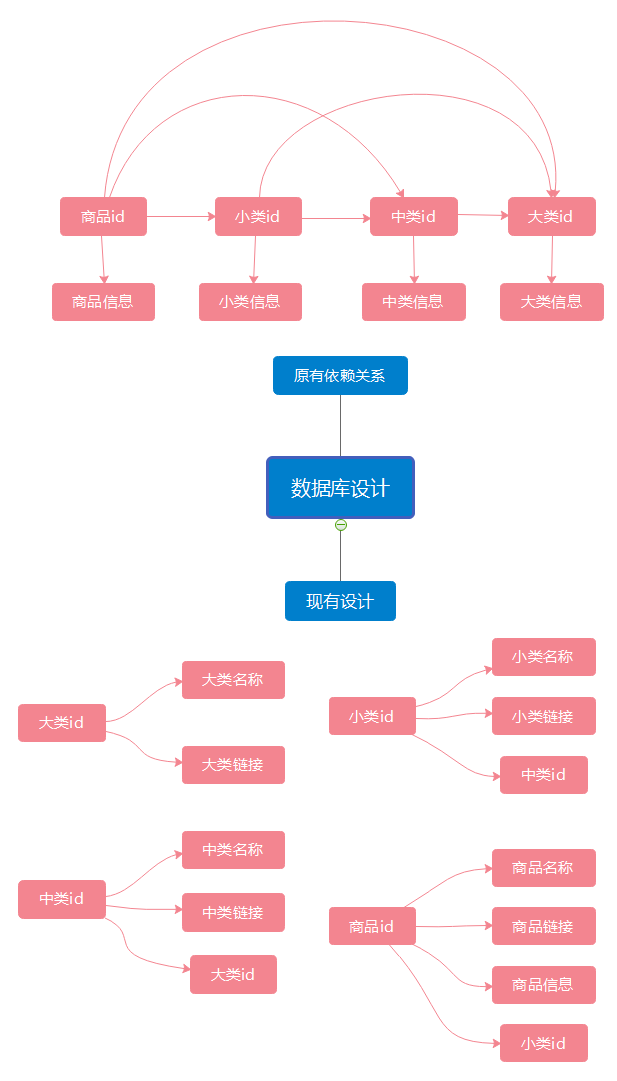 商品id
小类id
中类id
大类id
商品信息
小类信息
中类信息
大类信息
原有依赖关系
数据库设计
现有设计
大类id
大类名称
大类链接
小类id
小类名称
小类链接
中类id
中类id
中类名称
中类链接
大类id
商品id
商品名称
商品链接
商品信息
小类id